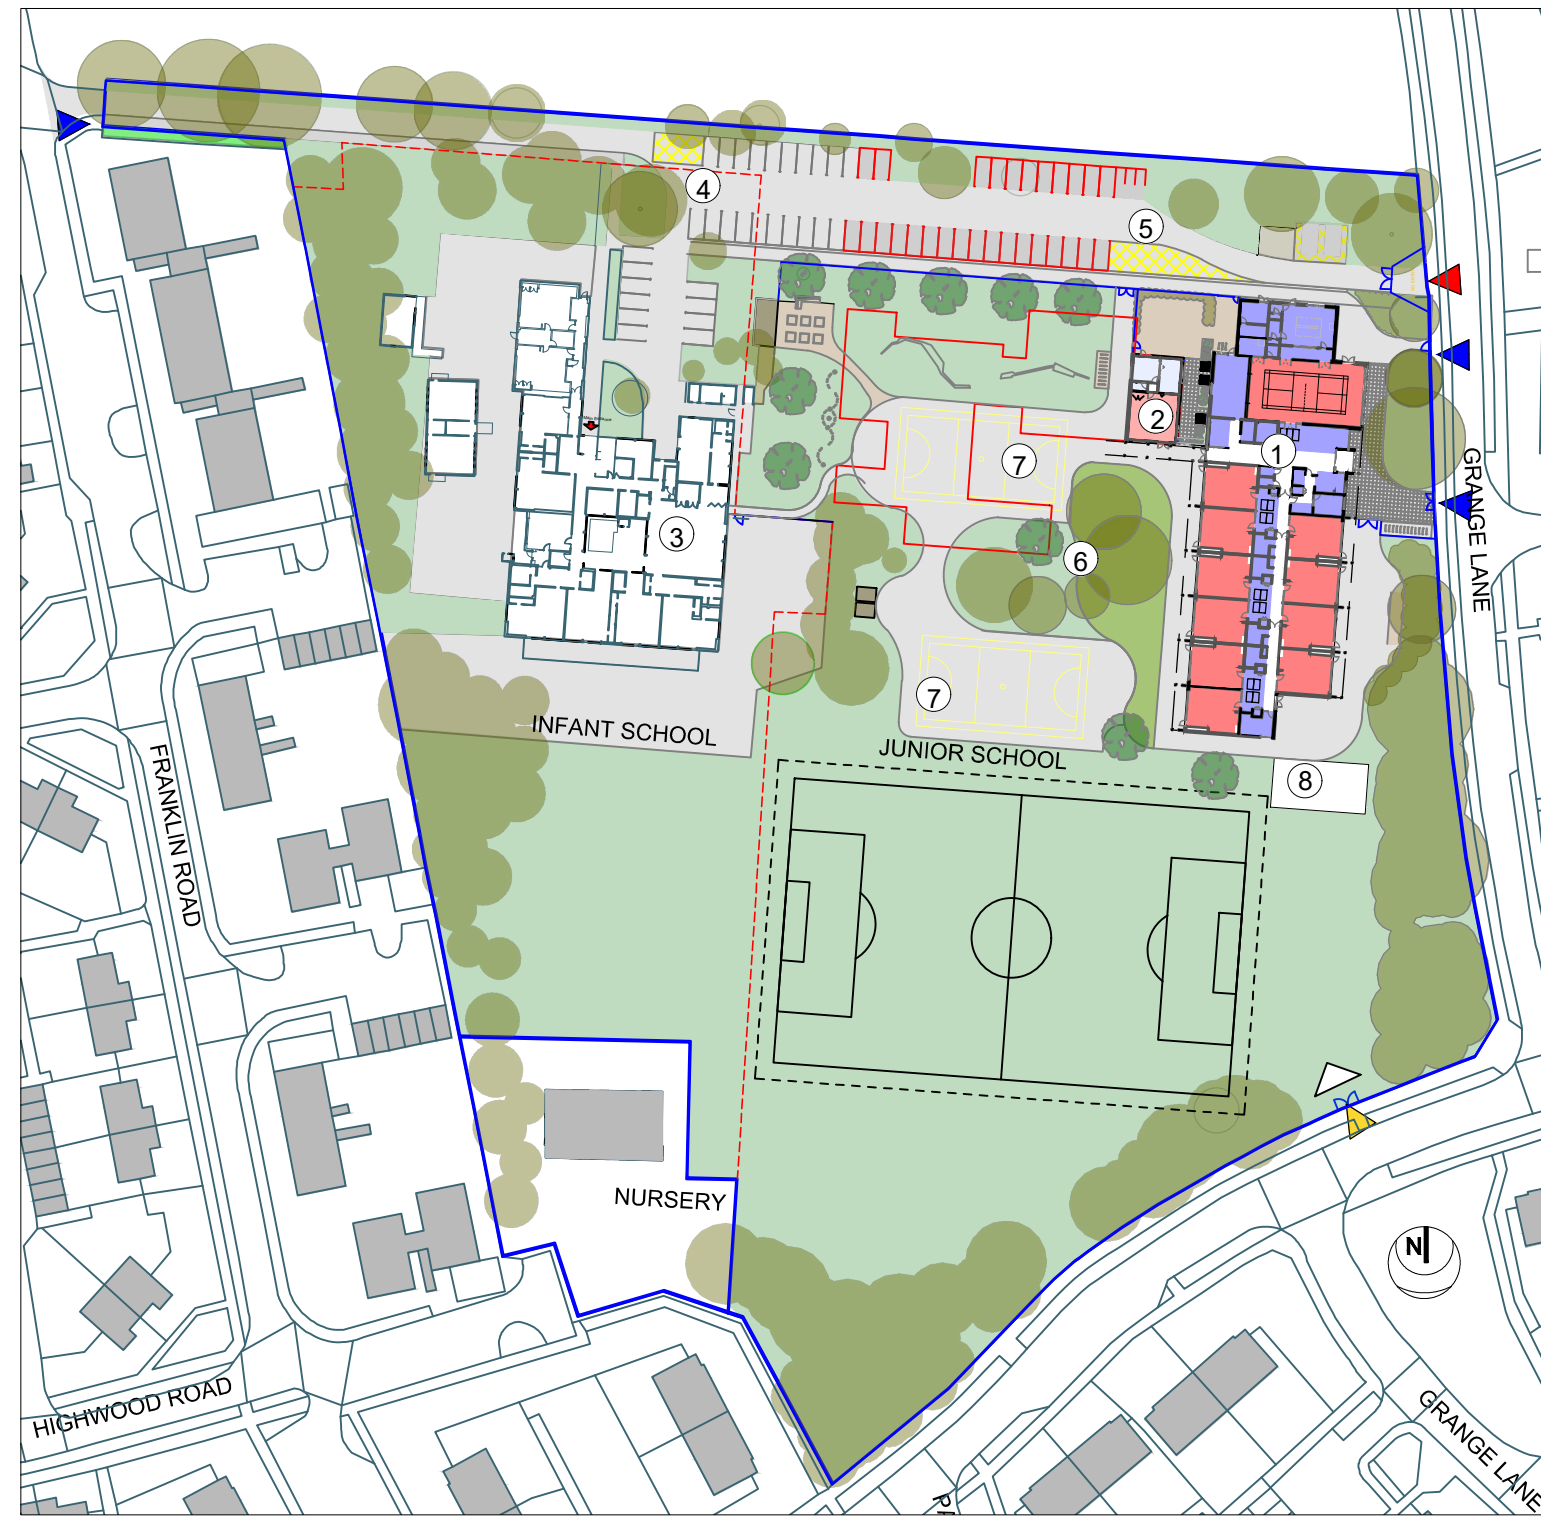 4
5
2
1
7
3
6
7
8
GRANGE LANE
INFANT SCHOOL
JUNIOR SCHOOL
FRANKLIN ROAD
NURSERY
N
HIGHWOOD ROAD
GRANGE LANE